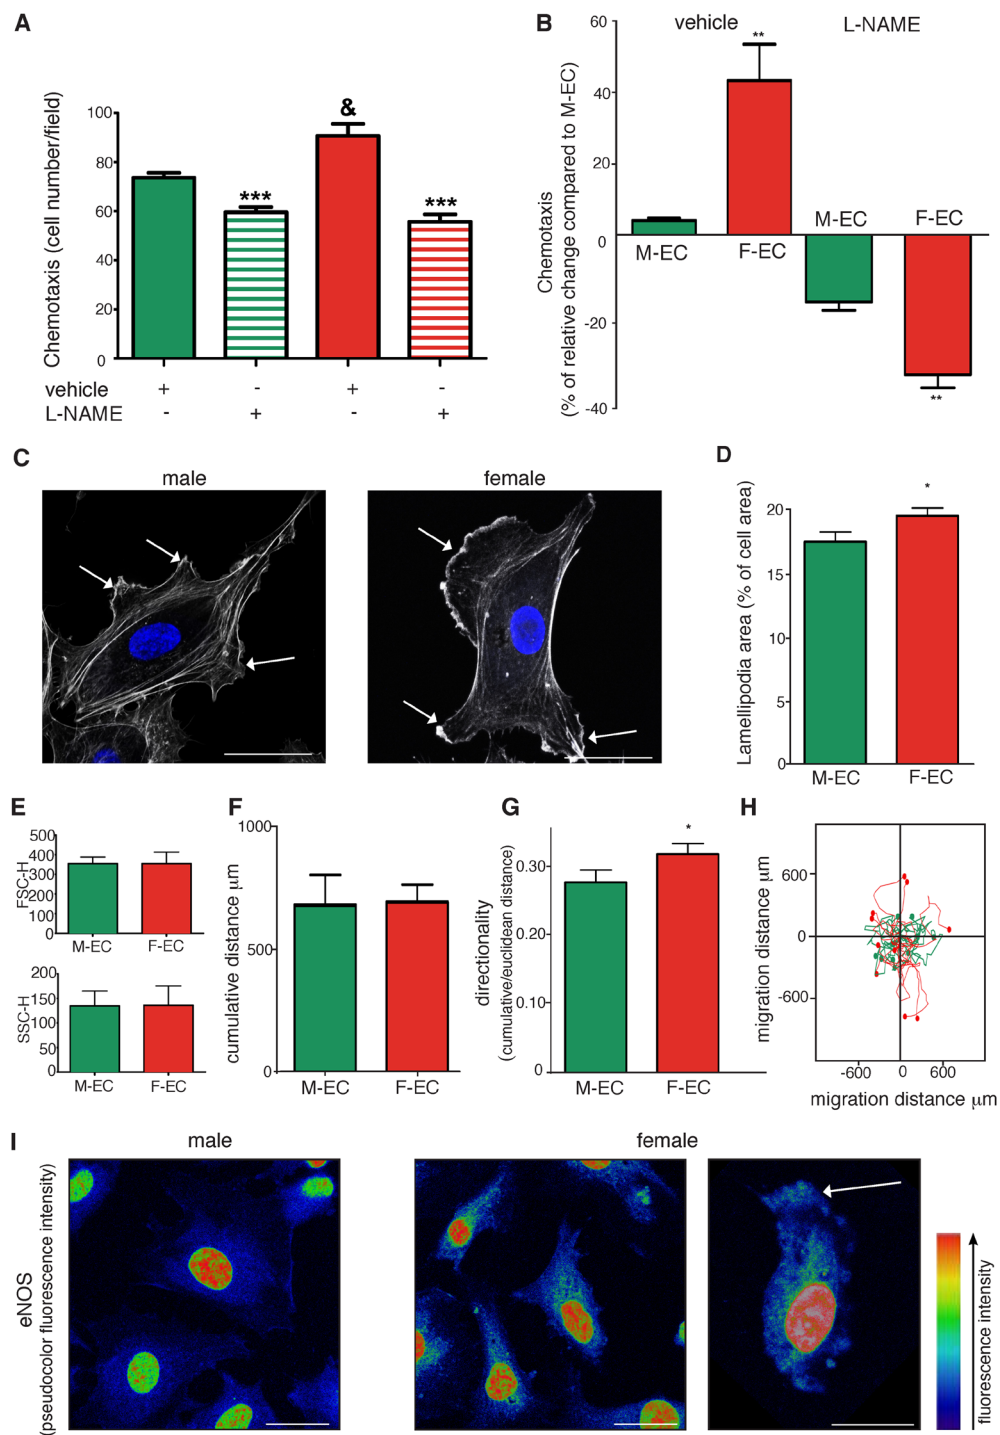 A
Chemotaxis (cell number/field)
100
80
60
40
20
0
***
&
***
vehicle + - + -
L-NAME - + - +
B
vehicle L-NAME
Chemotaxis
(% of relative change compared to M-EC)
60
40
20
0
-20
-40
**
M-EC F-EC
M-EC F-EC
**
C
male female
D
Lamellipodia area (% of cell area)
20
15
10
5
0
*
M-EC F-EC
E
FSC-H
500
400
300
200
100
0
M-EC F-EC
SSC-H
200
150
100
50
0
M-EC F-EC
F
cumulative distance µm
1000
500
0
M-EC F-EC
G
directionality
(cumulative/euclidean distance)
0.30
0.20
0.10
0
*
M-EC F-EC
H
migration distance µm
600
0
-600
-600 0 600
migration distance µm
I
male female
eNOS
(pseudocolor fluorescence intensity)
fluorescence intensity